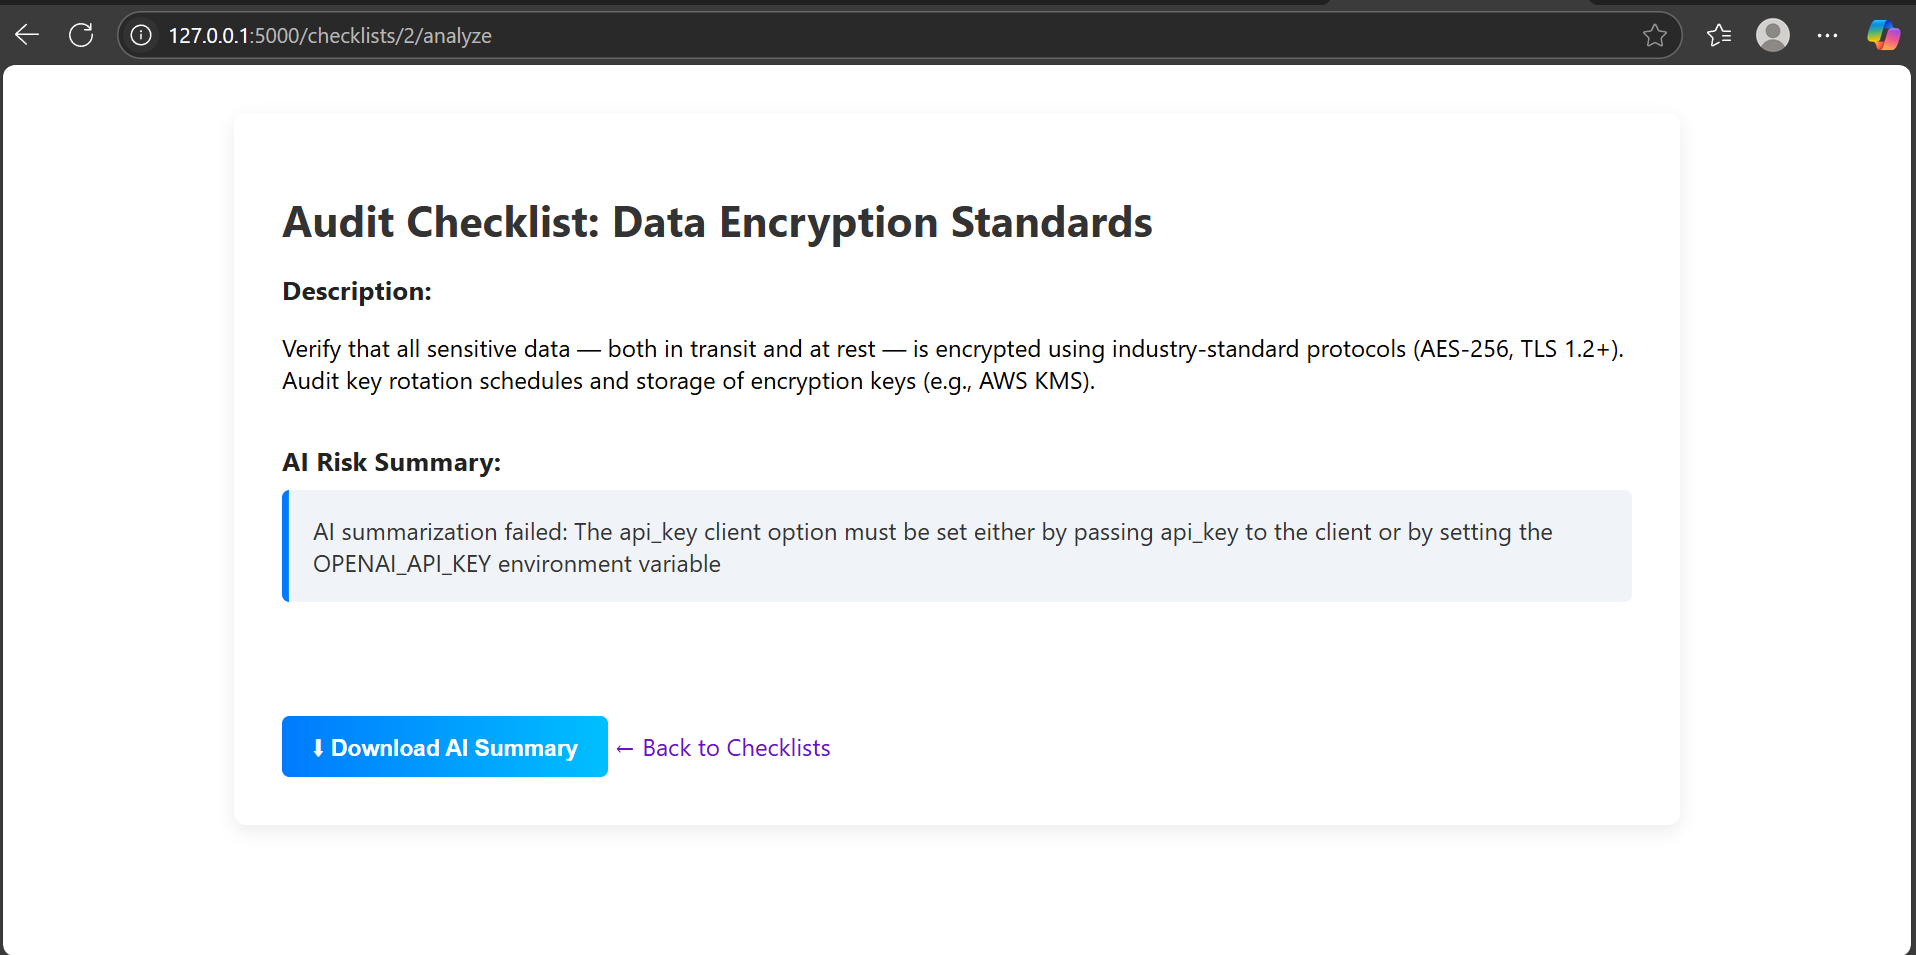 127.0.0.1:5000/checklists/2/analyze
Audit Checklist: Data Encryption Standards
Description:
Verify that all sensitive data — both in transit and at rest — is encrypted using industry-standard protocols (AES-256, TLS 1.2+).
Audit key rotation schedules and storage of encryption keys (e.g., AWS KMS).
AI Risk Summary:
AI summarization failed: The api_key client option must be set either by passing api_key to the client or by setting the
OPENAI_API_KEY environment variable
⬇ Download AI Summary ← Back to Checklists